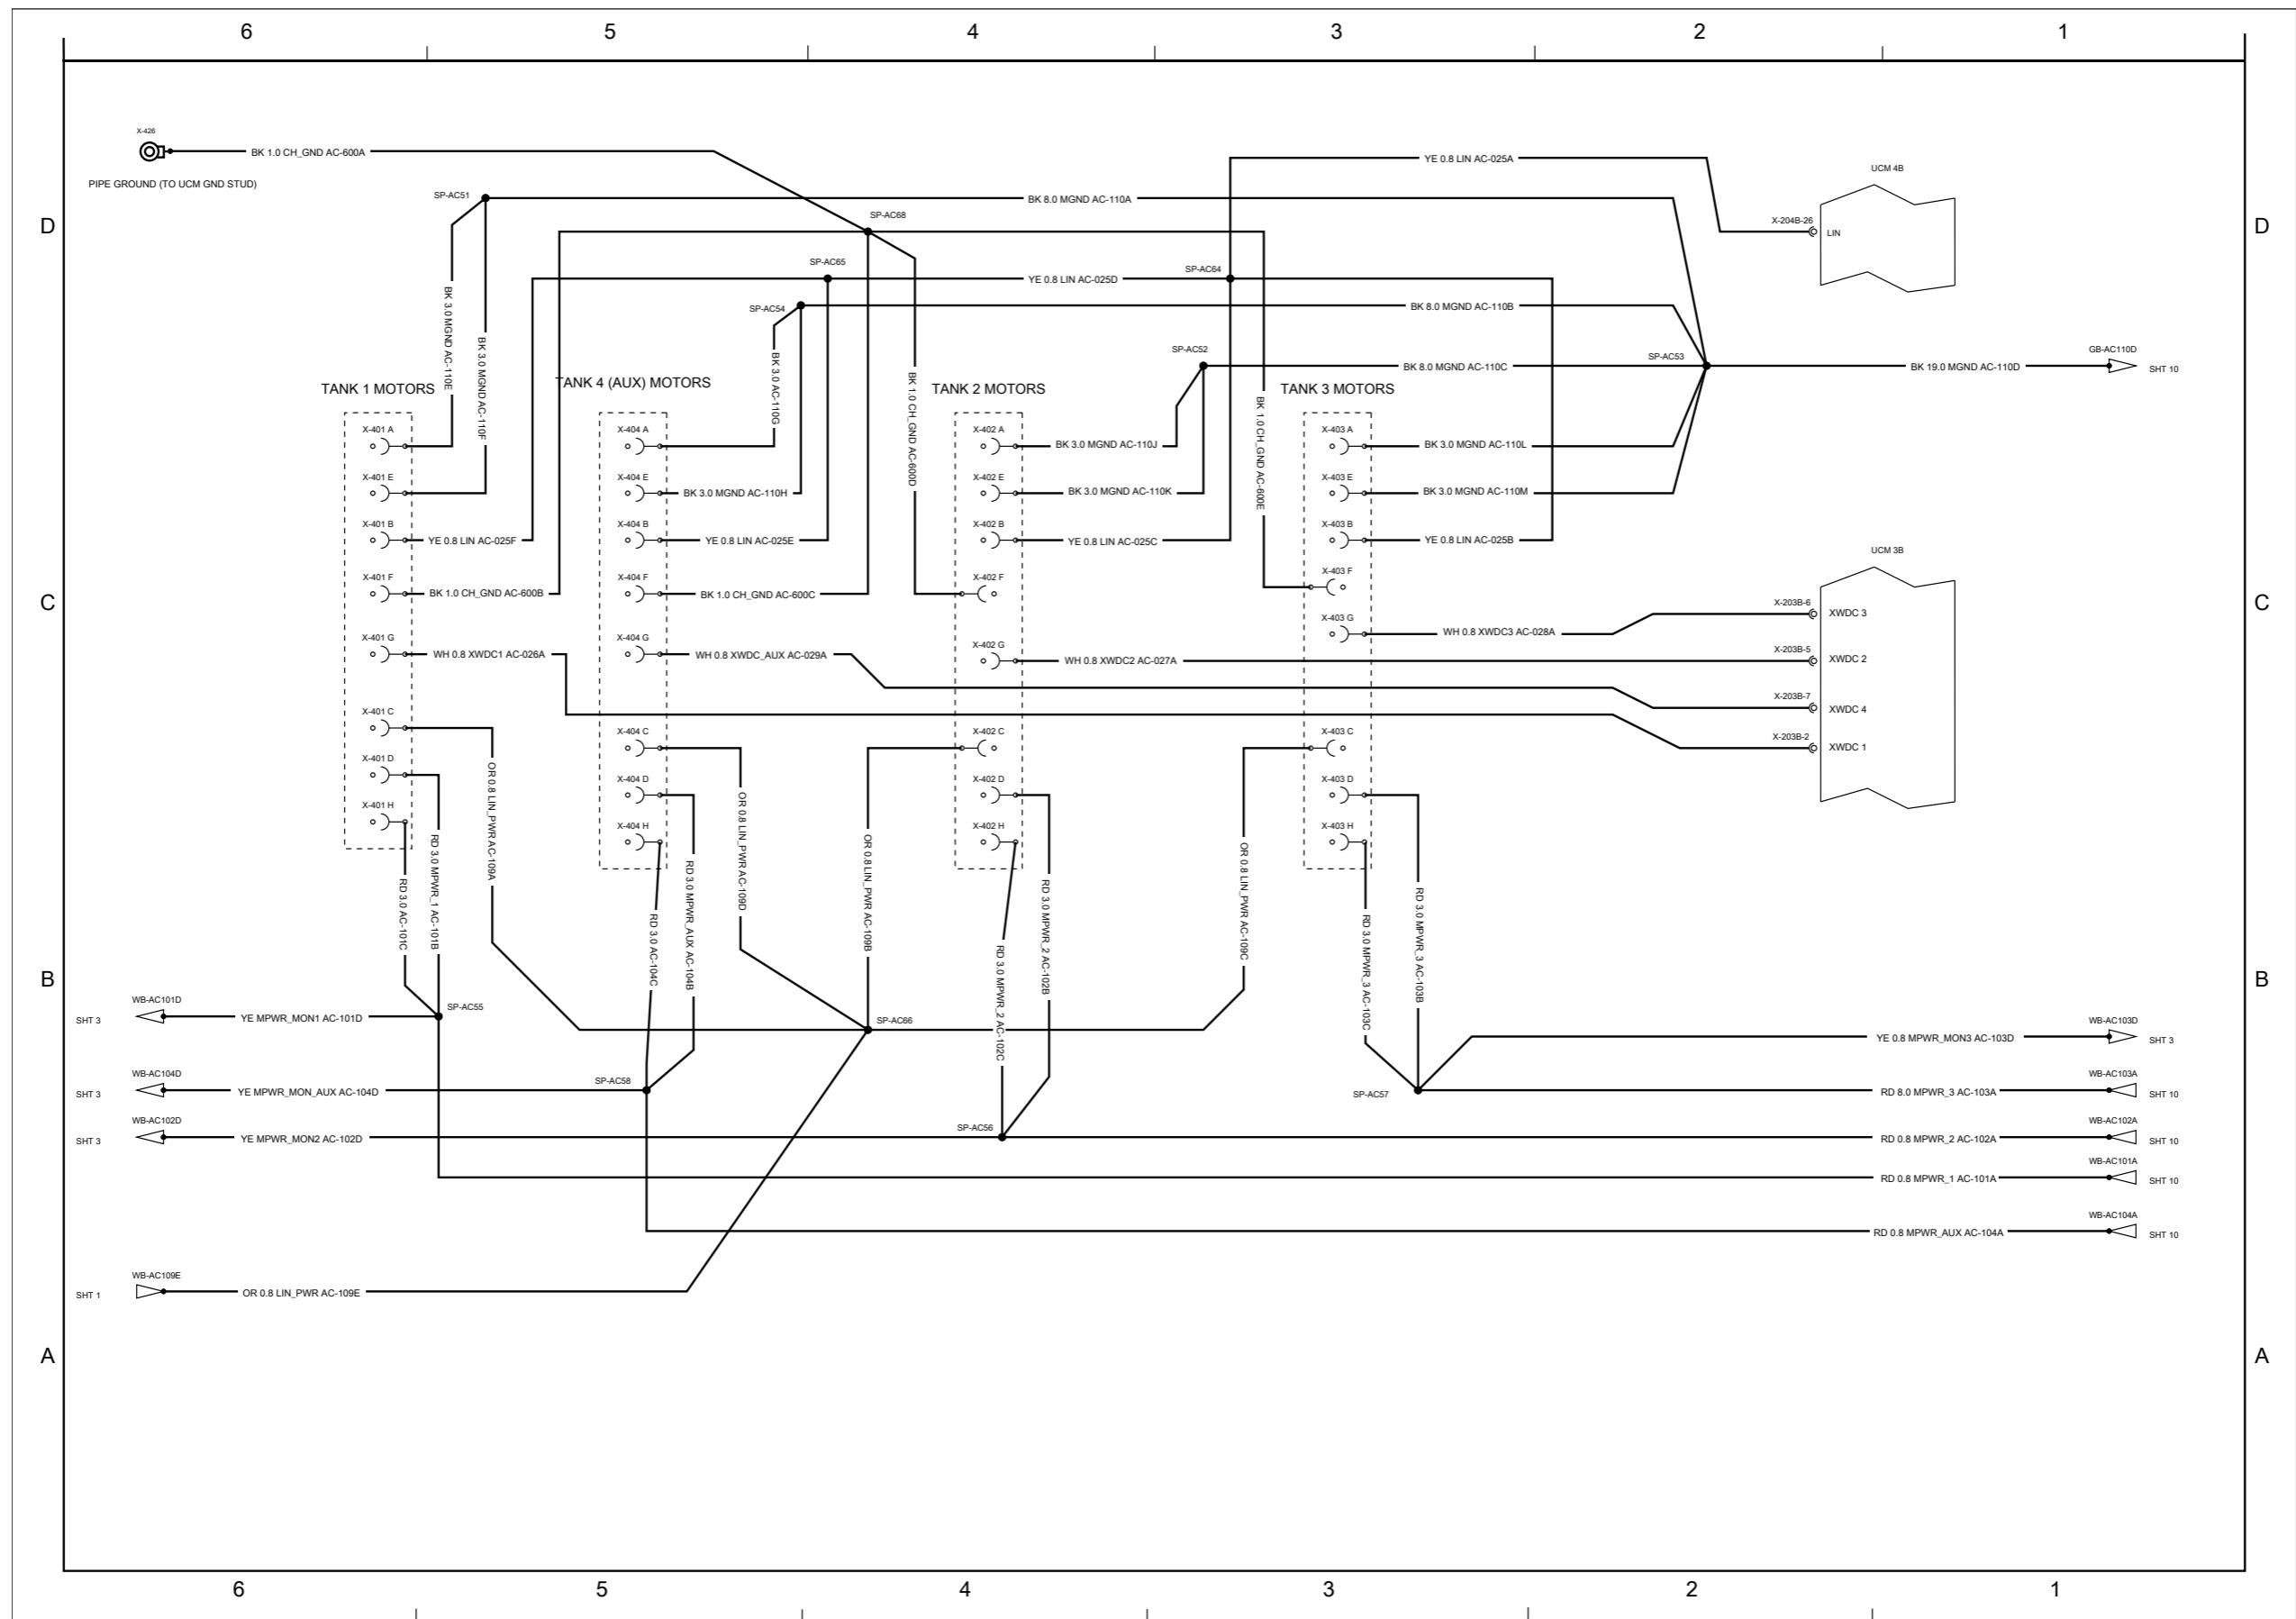 6 5 4 3 2 1
X-426
BK 1.0 CH_GND AC-600A
PIPE GROUND (TO UCM GND STUD)
YE 0.8 LIN AC-025A
UCM 4B
SP-AC51
BK 8.0 MGND AC-110A
D
SP-AC68
X-204B-26
LIN
D
SP-AC65
YE 0.8 LIN AC-025D
SP-AC64
BK 3.0 MGND AC-110E
BK 3.0 MGND AC-110F
SP-AC54
BK 8.0 MGND AC-110B
BK 3.0 AC-110G
BK 1.0 CH_GND AC-600D
SP-AC52
BK 8.0 MGND AC-110C
SP-AC53
BK 19.0 MGND AC-110D
GB-AC110D
SHT 10
BK 1.0 CH_GND AC-600E
TANK 1 MOTORS
TANK 4 (AUX) MOTORS
TANK 2 MOTORS
TANK 3 MOTORS
X-401 A
X-404 A
X-402 A
BK 3.0 MGND AC-110J
X-403 A
BK 3.0 MGND AC-110L
X-401 E
X-404 E
BK 3.0 MGND AC-110H
X-402 E
BK 3.0 MGND AC-110K
X-403 E
BK 3.0 MGND AC-110M
X-401 B
YE 0.8 LIN AC-025F
X-404 B
YE 0.8 LIN AC-025E
X-402 B
YE 0.8 LIN AC-025C
X-403 B
YE 0.8 LIN AC-025B
UCM 3B
X-401 F
BK 1.0 CH_GND AC-600B
X-404 F
BK 1.0 CH_GND AC-600C
X-402 F
X-403 F
C
C
X-203B-6
XWDC 3
X-401 G
WH 0.8 XWDC1 AC-026A
X-404 G
WH 0.8 XWDC_AUX AC-029A
X-402 G
WH 0.8 XWDC2 AC-027A
X-403 G
WH 0.8 XWDC3 AC-028A
X-203B-5
XWDC 2
X-203B-7
XWDC 4
X-203B-2
XWDC 1
X-401 C
X-404 C
X-402 C
X-403 C
X-401 D
X-404 D
X-402 D
X-403 D
X-401 H
X-404 H
X-402 H
X-403 H
RD 3.0 AC-101C
RD 3.0 MPWR_1 AC-101B
OR 0.8 LIN_PWR AC-109A
RD 3.0 AC-104C
RD 3.0 MPWR_AUX AC-104B
OR 0.8 LIN_PWR AC-109D
OR 0.8 LIN_PWR AC-109B
RD 3.0 MPWR_2 AC-102C
RD 3.0 MPWR_2 AC-102B
OR 0.8 LIN_PWR AC-109C
RD 3.0 MPWR_3 AC-103C
RD 3.0 MPWR_3 AC-103B
B
B
WB-AC101D
SHT 3
YE MPWR_MON1 AC-101D
SP-AC55
SP-AC66
YE 0.8 MPWR_MON3 AC-103D
WB-AC103D
SHT 3
WB-AC104D
SHT 3
YE MPWR_MON_AUX AC-104D
SP-AC58
SP-AC57
RD 8.0 MPWR_3 AC-103A
WB-AC103A
SHT 10
WB-AC102D
SHT 3
YE MPWR_MON2 AC-102D
SP-AC56
RD 0.8 MPWR_2 AC-102A
WB-AC102A
SHT 10
RD 0.8 MPWR_1 AC-101A
WB-AC101A
SHT 10
RD 0.8 MPWR_AUX AC-104A
WB-AC104A
SHT 10
WB-AC109E
SHT 1
OR 0.8 LIN_PWR AC-109E
A
A
6 5 4 3 2 1